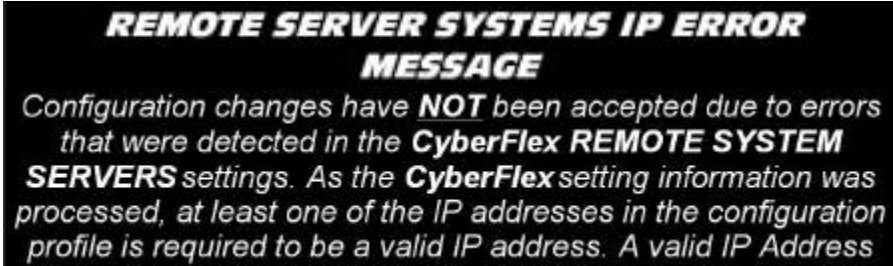 REMOTE SERVER SYSTEMS IP ERROR
MESSAGE
Configuration changes have NOT been accepted due to errors
that were detected in the CyberFlex REMOTE SYSTEM
SERVERS settings. As the CyberFlex setting information was
processed, at least one of the IP addresses in the configuration
profile is required to be a valid IP address. A valid IP Address